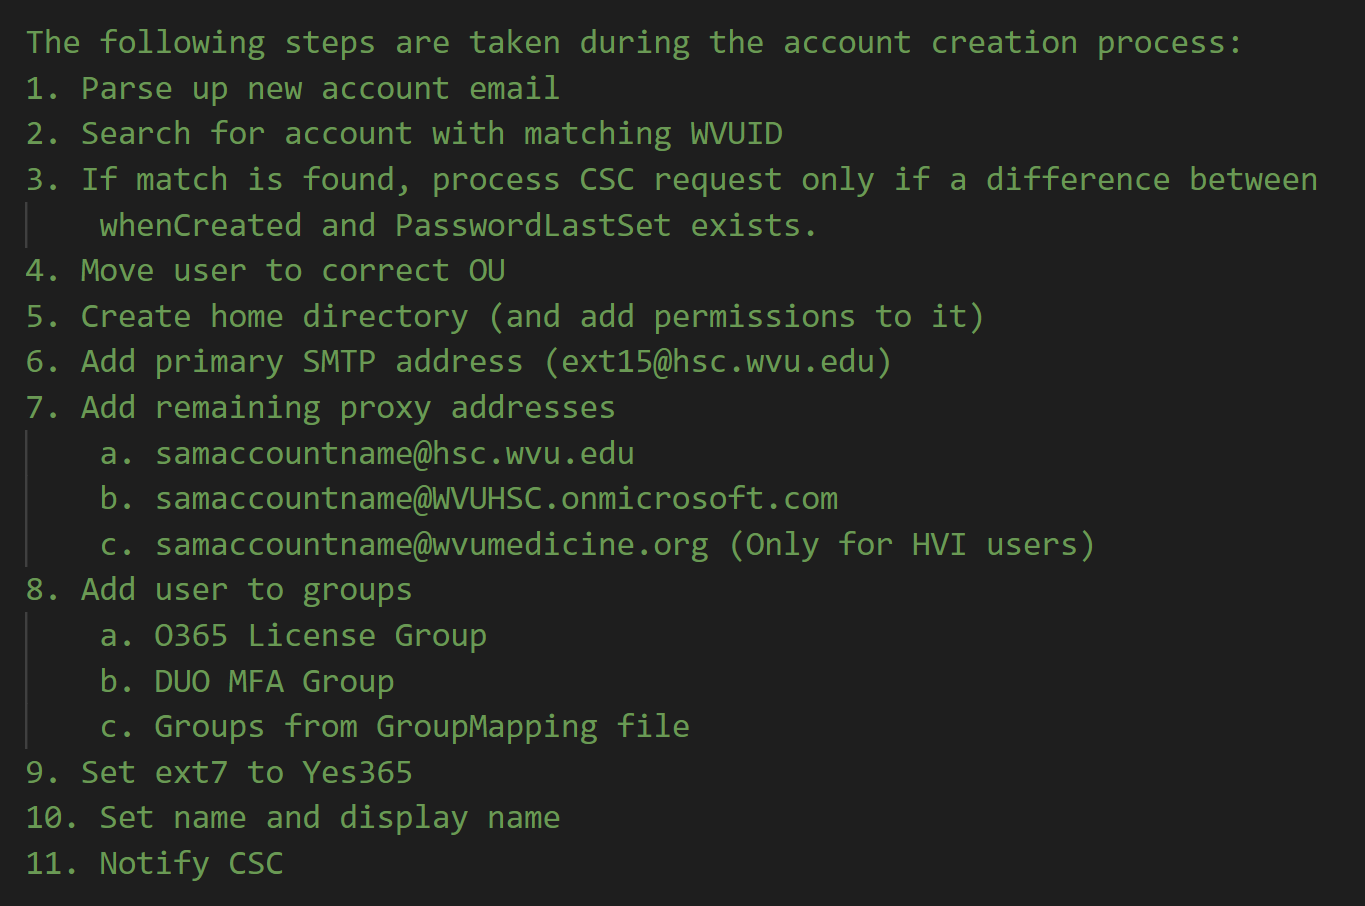 The following steps are taken during the account creation process:
1. Parse up new account email
2. Search for account with matching WVUID
3. If match is found, process CSC request only if a difference between
whenCreated and PasswordLastSet exists.
4. Move user to correct OU
5. Create home directory (and add permissions to it)
6. Add primary SMTP address (ext15@hsc.wvu.edu)
7. Add remaining proxy addresses
a. samaccountname@hsc.wvu.edu
b. samaccountname@WVUHSC.onmicrosoft.com
c. samaccountname@wvumedicine.org (Only for HVI users)
8. Add user to groups
a. O365 License Group
b. DUO MFA Group
c. Groups from GroupMapping file
9. Set ext7 to Yes365
10. Set name and display name
11. Notify CSC